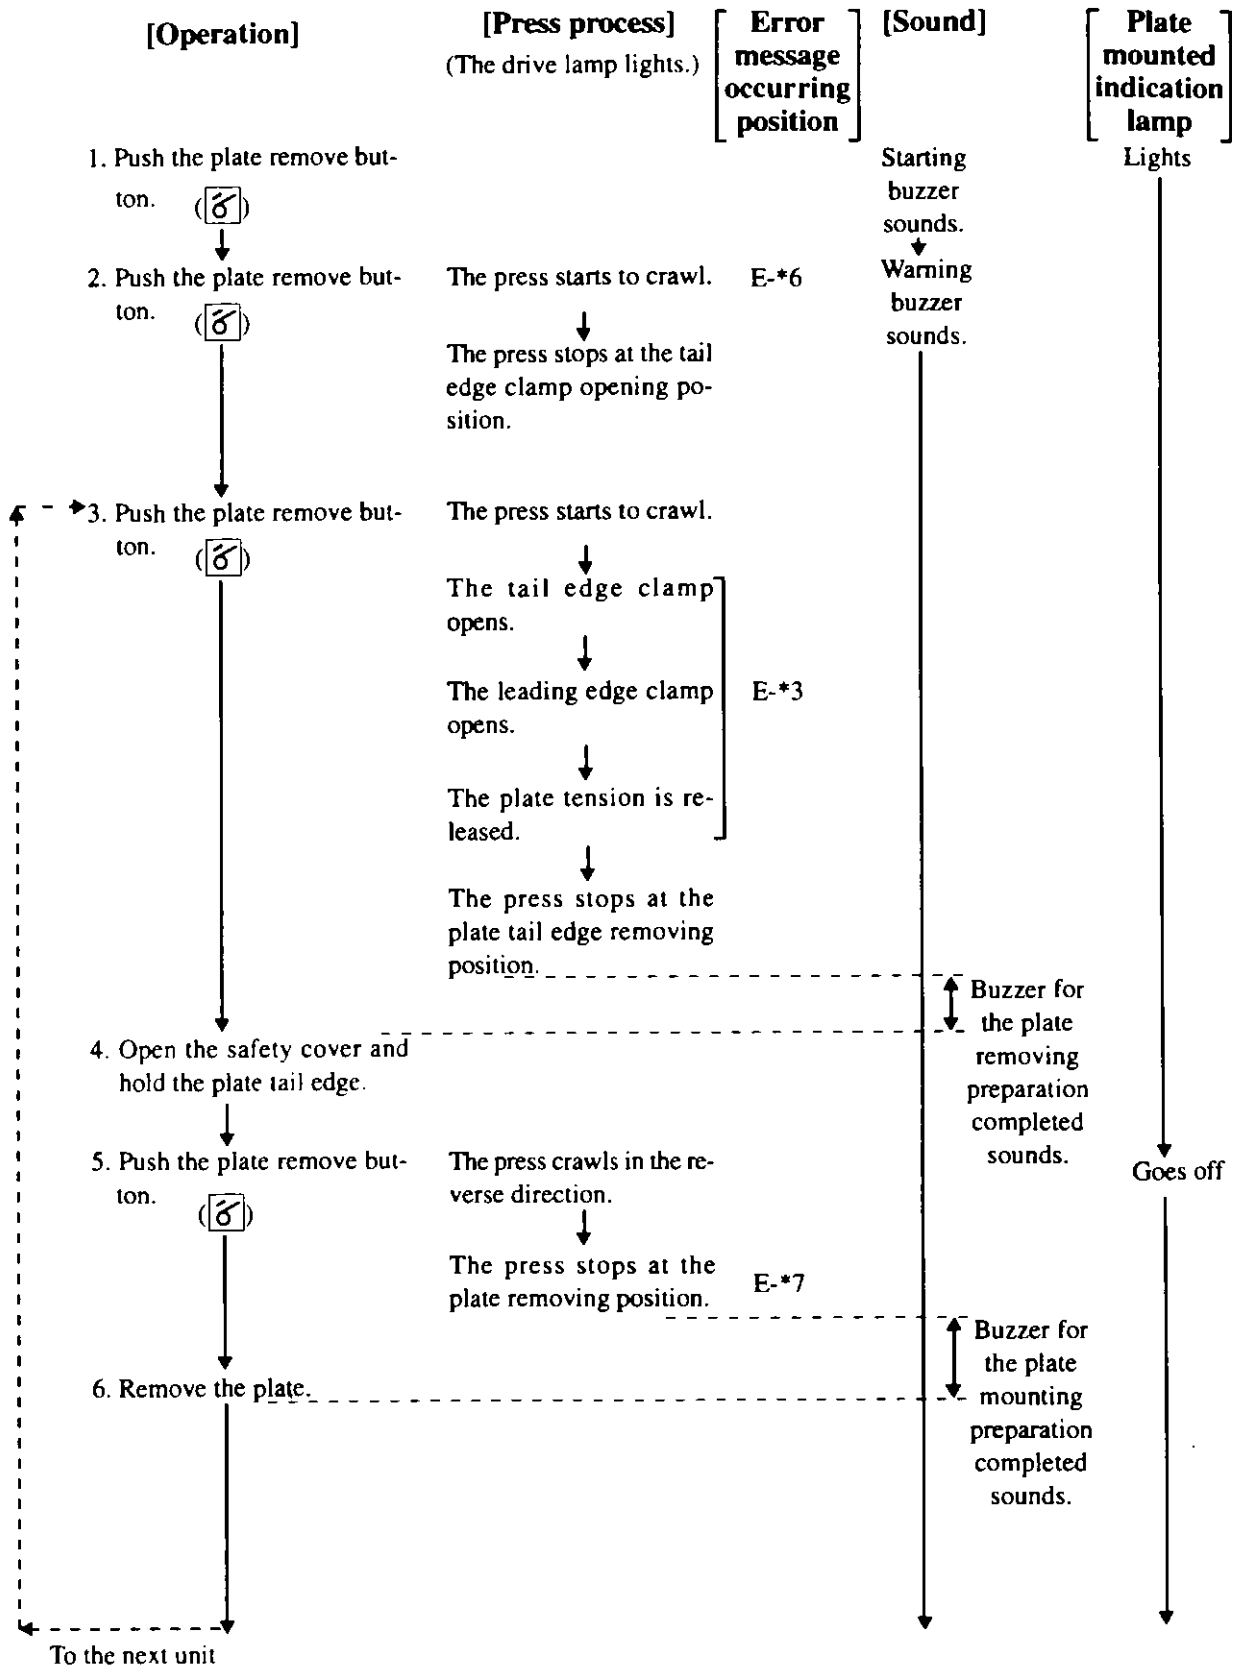 [Operation]
[Press process]
(The drive lamp lights.)
[Error
message
occurring
position]
[Sound]
[Plate
mounted
indication
lamp]
1. Push the plate remove but-
ton. ( )
Starting
buzzer
sounds.
Lights
2. Push the plate remove but-
ton. ( )
The press starts to crawl.
E-*6
Warning
buzzer
sounds.
The press stops at the tail
edge clamp opening po-
sition.
3. Push the plate remove but-
ton. ( )
The press starts to crawl.
The tail edge clamp
opens.
The leading edge clamp
opens.
E-*3
The plate tension is re-
leased.
The press stops at the
plate tail edge removing
position.
Buzzer for
the plate
removing
preparation
completed
sounds.
4. Open the safety cover and
hold the plate tail edge.
5. Push the plate remove but-
ton. ( )
The press crawls in the re-
verse direction.
Goes off
The press stops at the
plate removing position.
E-*7
Buzzer for
the plate
mounting
preparation
completed
sounds.
6. Remove the plate.
To the next unit